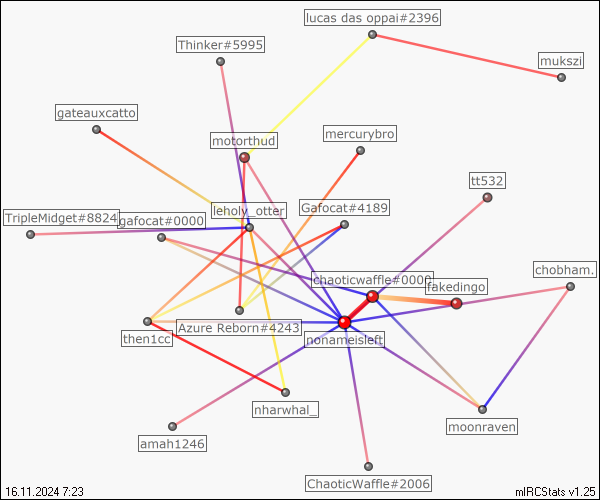 lucas das oppai#2396
Thinker#5995
mukszi
gateauxcatto
mercurybro
motorthud
tt532
leholy_otter
Gafocat#4189
TripleMidget#8824
gafocat#0000
chobham.
chaoticwaffle#0000
fakedingo
Azure Reborn#4243
then1cc
nonameisleft
nharwhal_
moonraven
amah1246
ChaoticWaffle#2006
16.11.2024 7:23
mIRCStats v1.25